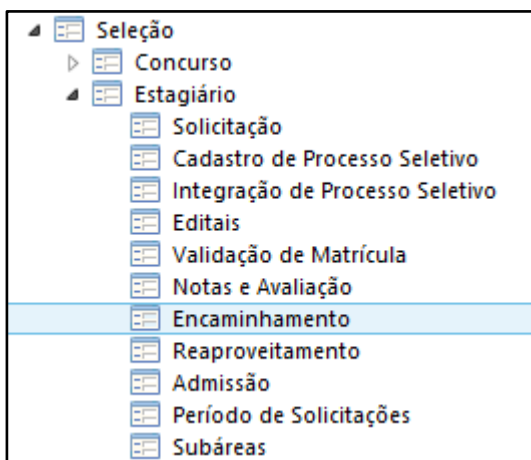 Seleção
Concurso
Estagiário
Solicitação
Cadastro de Processo Seletivo
Integração de Processo Seletivo
Editais
Validação de Matrícula
Notas e Avaliação
Encaminhamento
Reaproveitamento
Admissão
Período de Solicitações
Subáreas